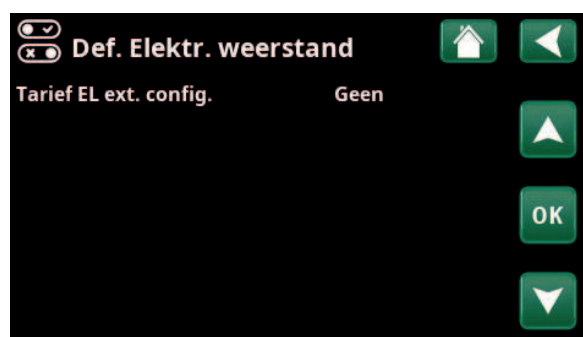 Def. Elektr. weerstand
Tarief EL ext. config. Geen
OK